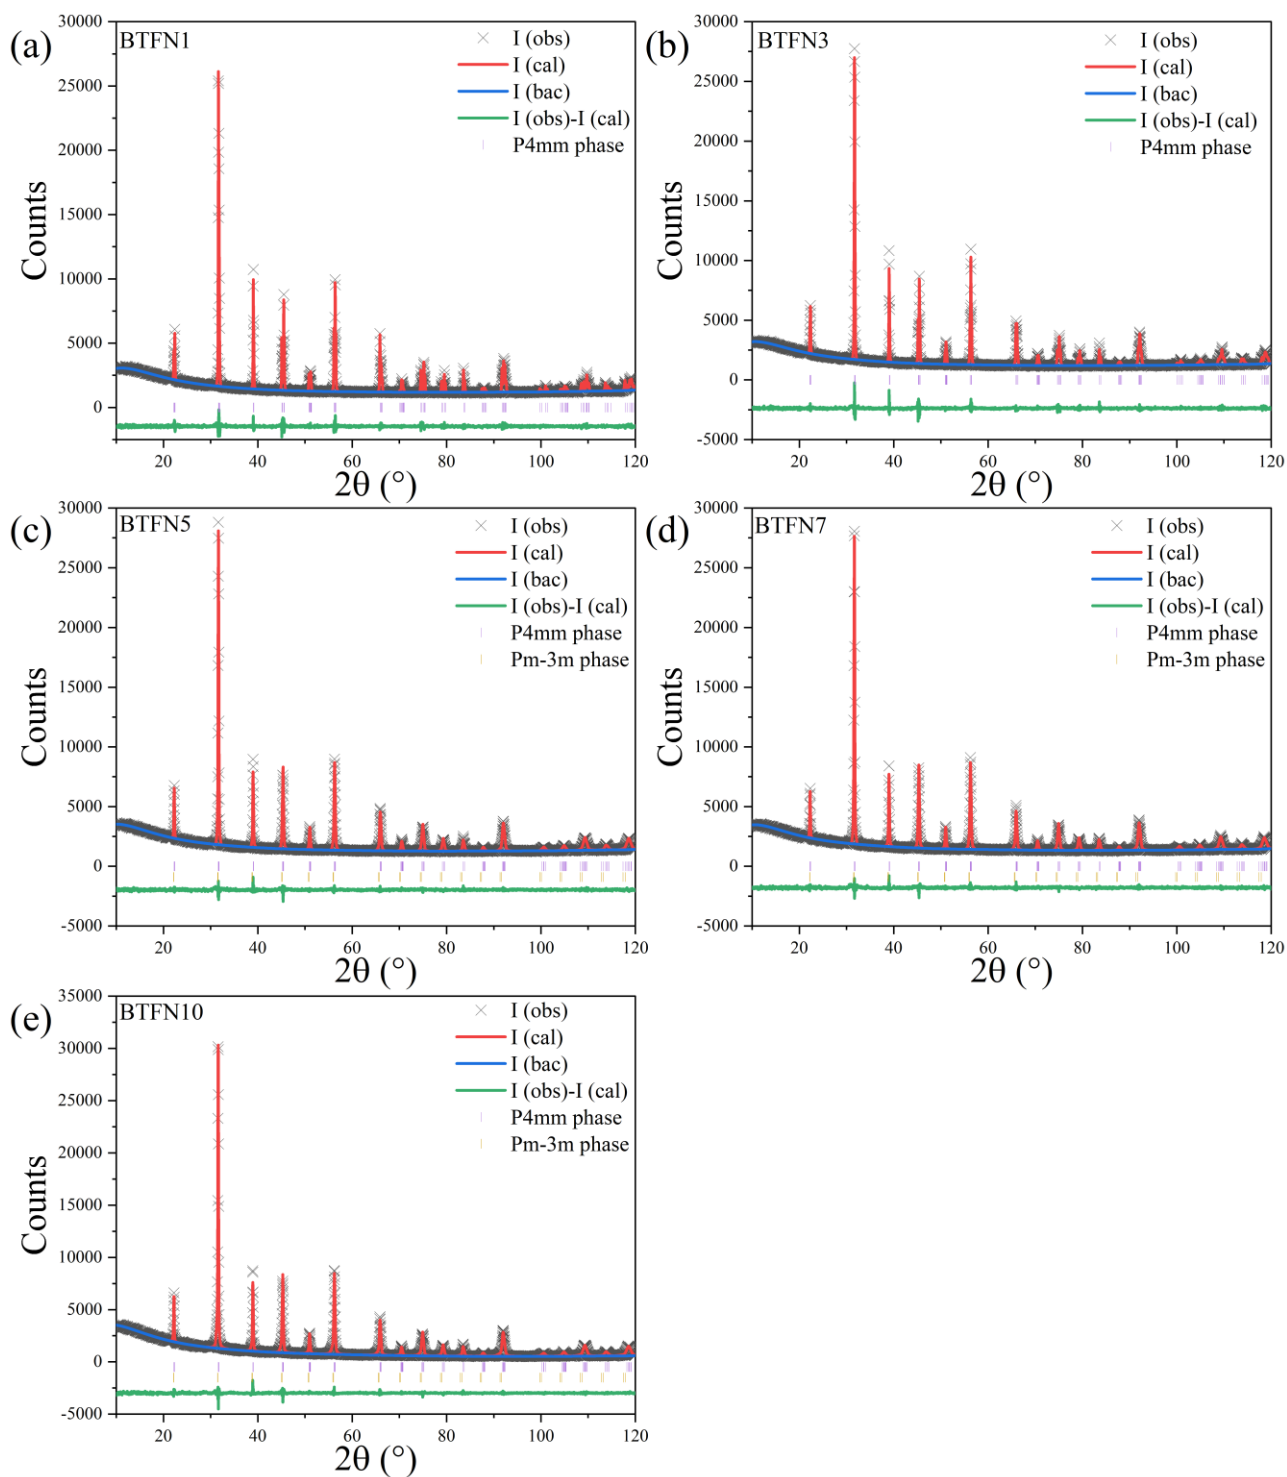 (a)
BTFN1
I (obs)
I (cal)
I (bac)
I (obs)-I (cal)
P4mm phase
30000
25000
20000
15000
10000
5000
0
Counts
20
40
60
80
100
120
2θ (°)
(b)
BTFN3
I (obs)
I (cal)
I (bac)
I (obs)-I (cal)
P4mm phase
30000
25000
20000
15000
10000
5000
0
-5000
Counts
20
40
60
80
100
120
2θ (°)
(c)
BTFN5
I (obs)
I (cal)
I (bac)
I (obs)-I (cal)
P4mm phase
Pm-3m phase
30000
25000
20000
15000
10000
5000
0
-5000
Counts
20
40
60
80
100
120
2θ (°)
(d)
BTFN7
I (obs)
I (cal)
I (bac)
I (obs)-I (cal)
P4mm phase
Pm-3m phase
30000
25000
20000
15000
10000
5000
0
-5000
Counts
20
40
60
80
100
120
2θ (°)
(e)
BTFN10
I (obs)
I (cal)
I (bac)
I (obs)-I (cal)
P4mm phase
Pm-3m phase
35000
30000
25000
20000
15000
10000
5000
0
-5000
Counts
20
40
60
80
100
120
2θ (°)